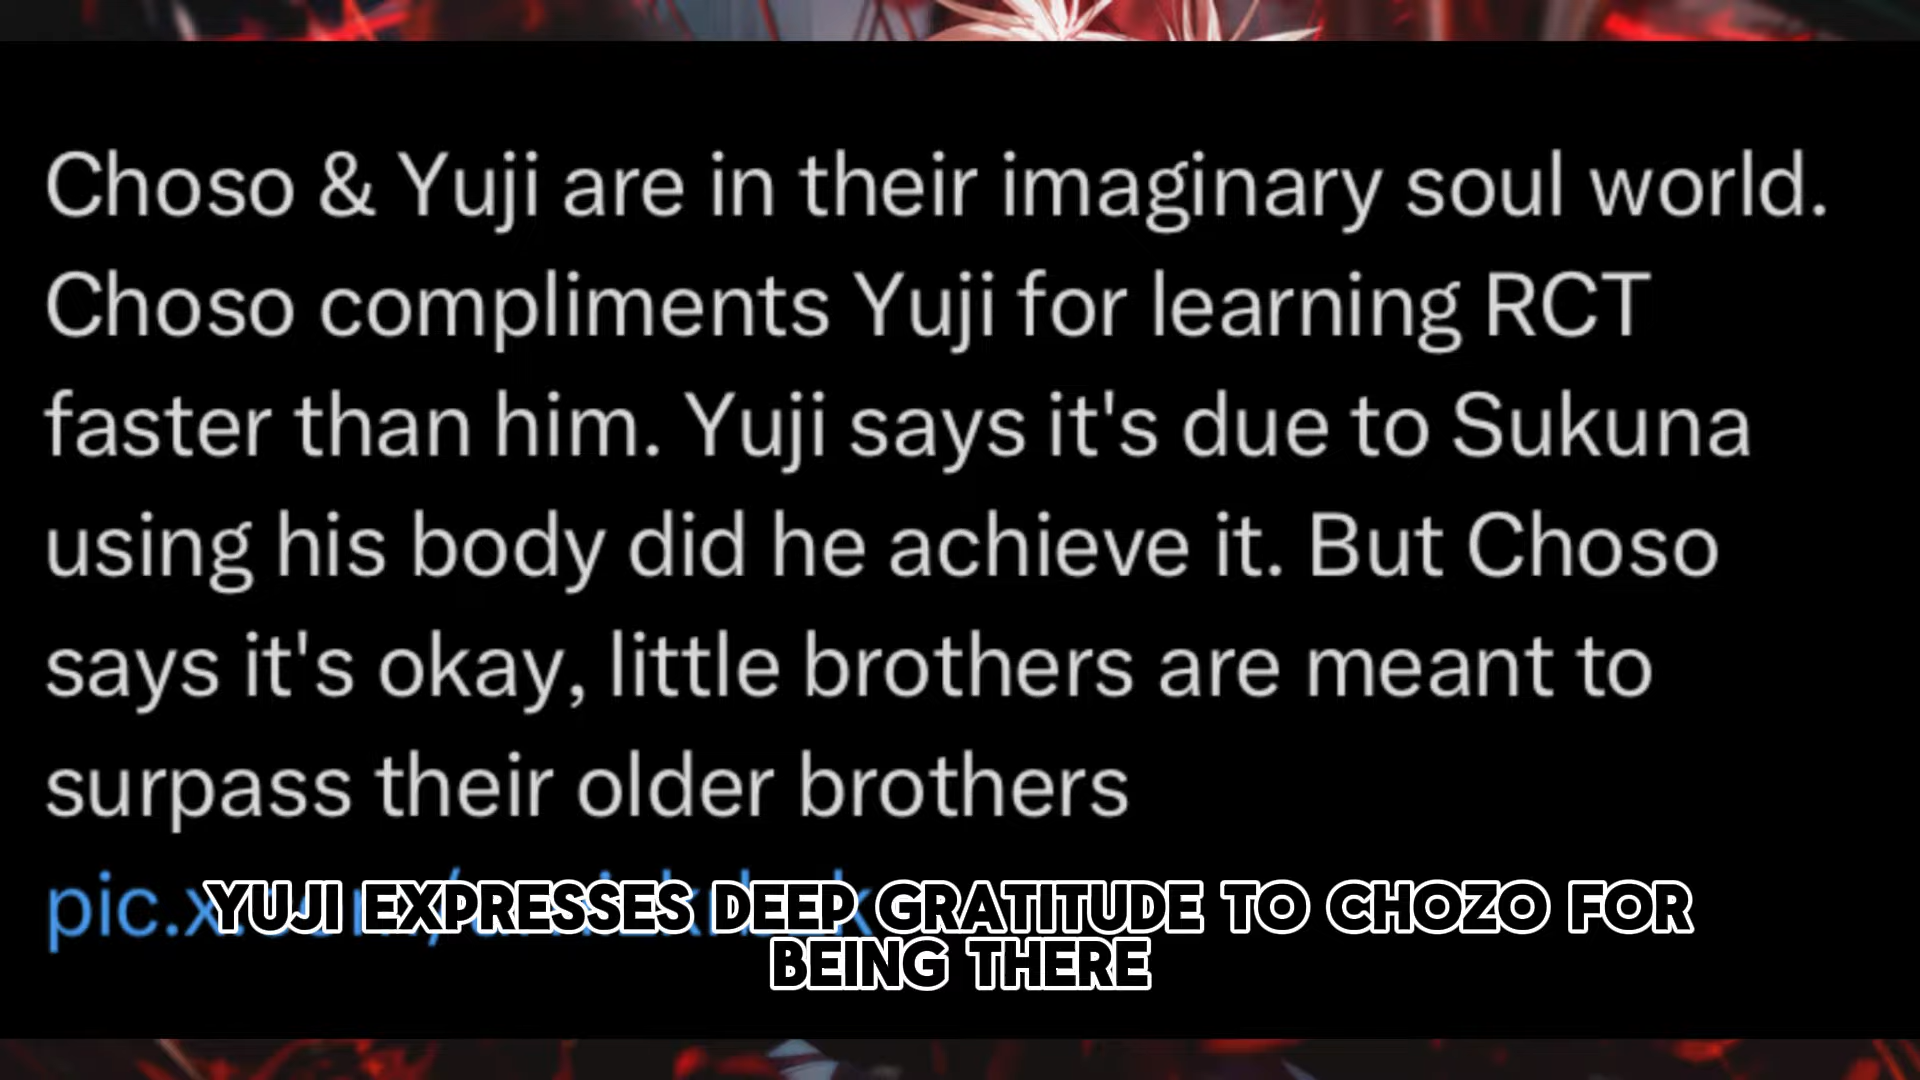 Choso & Yuji are in their imaginary soul world.
Choso compliments Yuji for learning RCT
faster than him. Yuji says it's due to Sukuna
using his body did he achieve it. But Choso
says it's okay, little brothers are meant to
surpass their older brothers
YUJI EXPRESSES DEEP GRATITUDE TO CHOZO FOR
BEING THERE